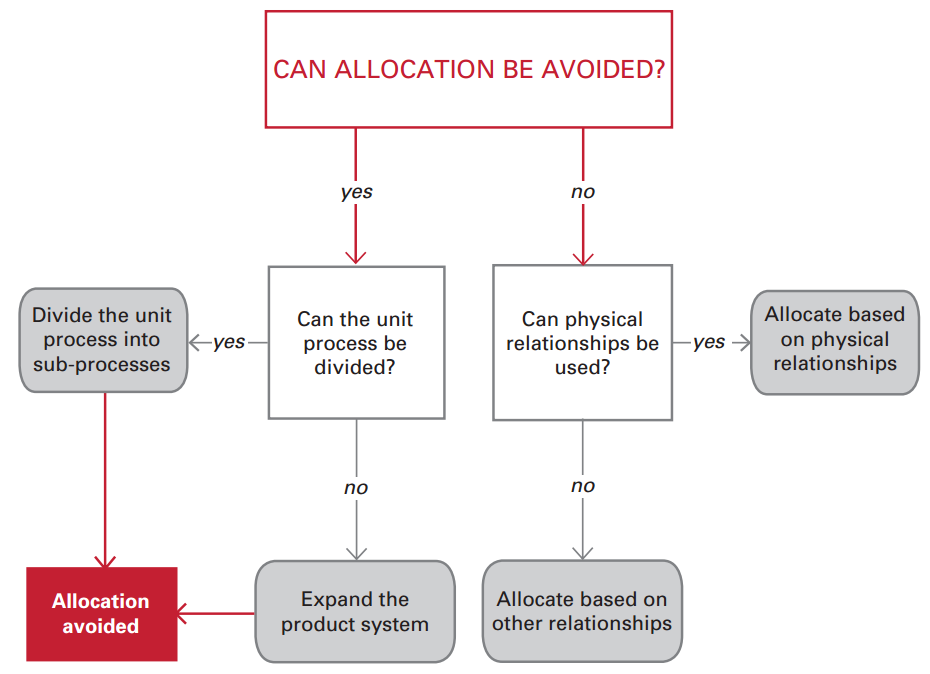 CAN ALLOCATION BE AVOIDED?
yes
no
Divide the unit
process into
sub-processes
yes
Can the unit
process be
divided?
Can physical
relationships be
used?
yes
Allocate based
on physical
relationships
no
no
Allocation
avoided
Expand the
product system
Allocate based on
other relationships